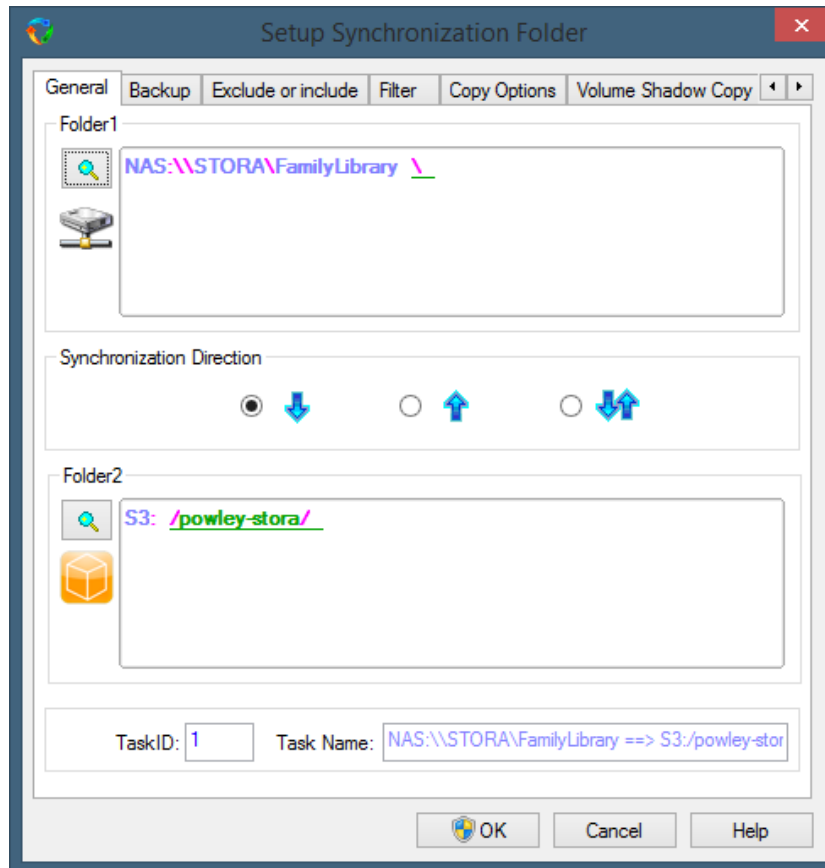 Setup Synchronization Folder
General Backup Exclude or include Filter Copy Options Volume Shadow Copy
Folder1
NAS:\\STORA\FamilyLibrary \
Synchronization Direction
Folder2
S3: /powley-stora/
TaskID: 1 Task Name: NAS:\\STORA\FamilyLibrary ==> S3:/powley-stor
OK Cancel Help